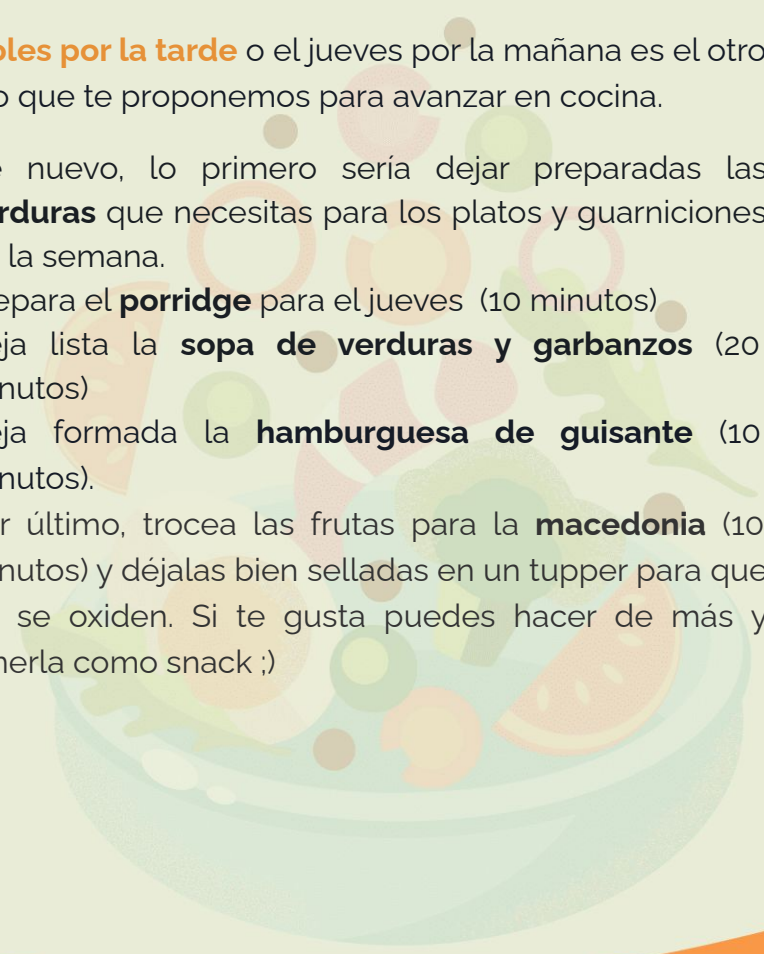 oles por la tarde o el jueves por la mañana es el otro
o que te proponemos para avanzar en cocina.
e nuevo, lo primero sería dejar preparadas las
rduras que necesitas para los platos y guarniciones
la semana.
epara el porridge para el jueves (10 minutos)
eja lista la sopa de verduras y garbanzos (20
nutos)
eja formada la hamburguesa de guisante (10
nutos).
r último, trocea las frutas para la macedonia (10
nutos) y déjalas bien selladas en un tupper para que
se oxiden. Si te gusta puedes hacer de más y
nerla como snack ;)